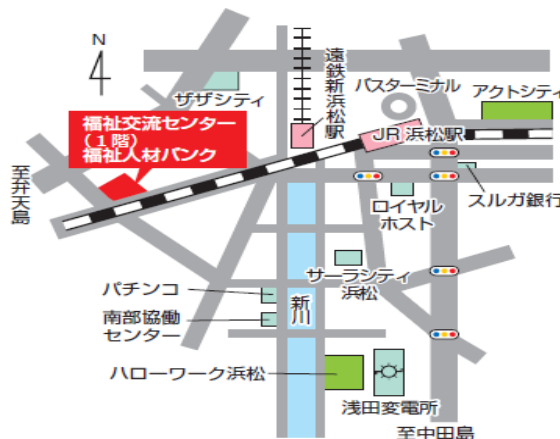 N
ザザシティ
遠鉄新浜松駅
バスターミナル
アクトシティ
福祉交流センター
(1階)
福祉人材バンク
JR 浜松駅
至弁天島
ロイヤル
ホスト
スルガ銀行
サーラシティ
浜松
パチンコ
南部協働
センター
新川
ハローワーク浜松
浅田変電所
至中田島